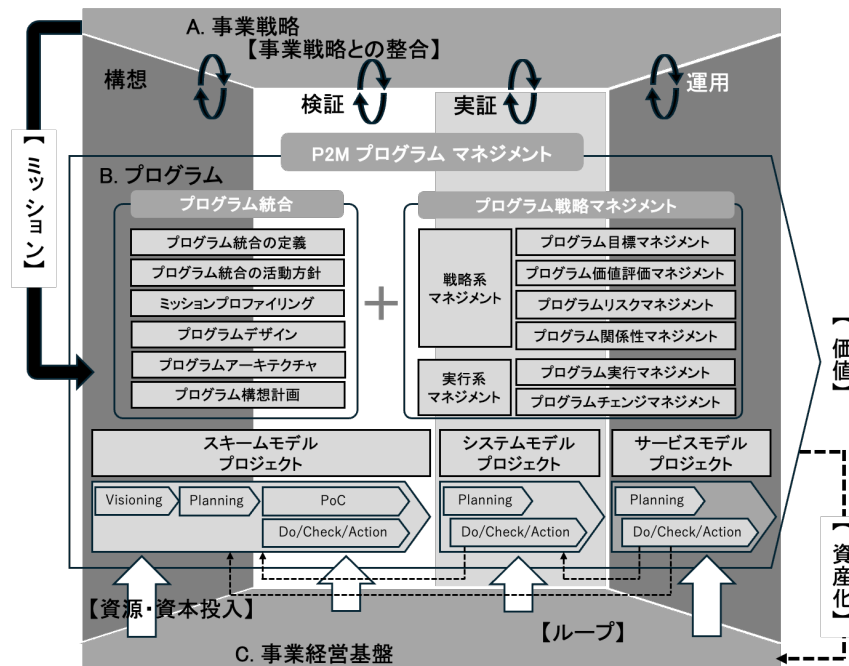 A. 事業戦略
【事業戦略との整合】
構想
検証
実証
運用
【ミッション】
P2M プログラム マネジメント
B. プログラム
プログラム統合
プログラム統合の定義
プログラム統合の活動方針
ミッションプロファイリング
プログラムデザイン
プログラムアーキテクチャ
プログラム構想計画
+
プログラム戦略マネジメント
戦略系
マネジメント
プログラム目標マネジメント
プログラム価値評価マネジメント
プログラムリスクマネジメント
プログラム関係性マネジメント
実行系
マネジメント
プログラム実行マネジメント
プログラムチェンジマネジメント
【価値】
スキームモデル
プロジェクト
システムモデル
プロジェクト
サービスモデル
プロジェクト
Visioning
Planning
PoC
Do/Check/Action
Planning
Do/Check/Action
Planning
Do/Check/Action
【資産化】
【資源・資本投入】
【ループ】
C. 事業経営基盤